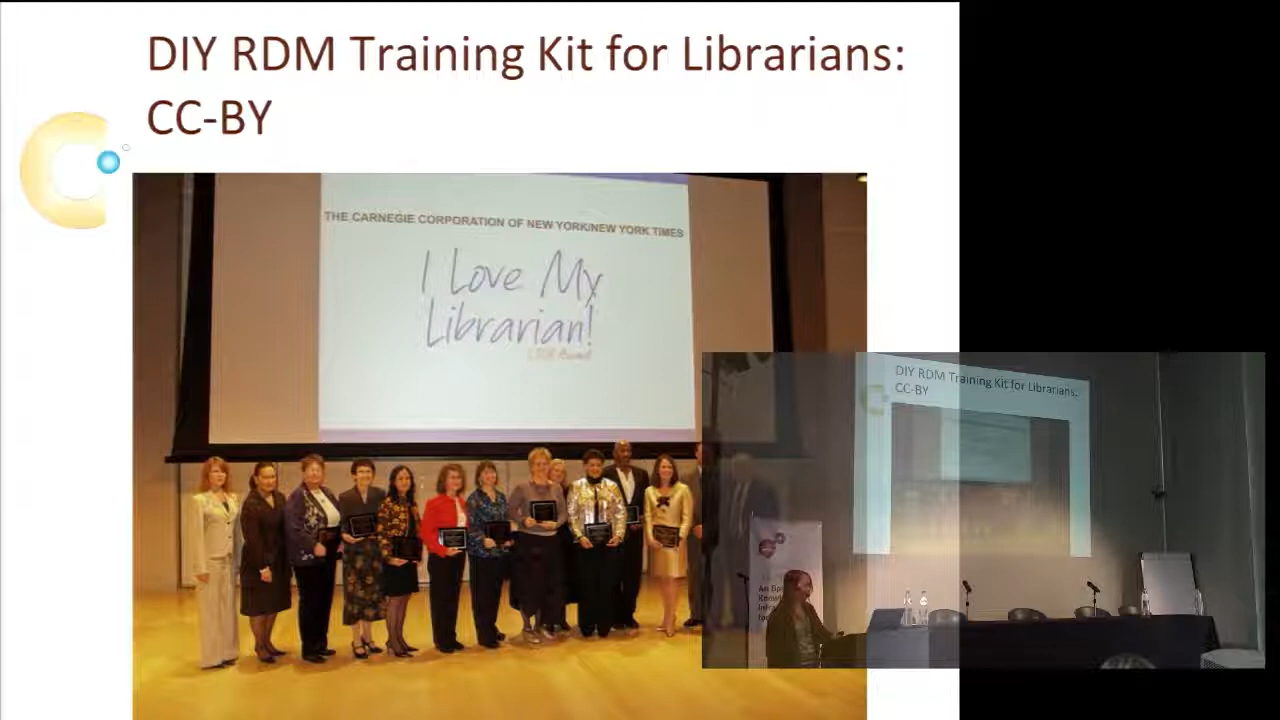 DIY RDM Training Kit for Librarians:
CC-BY
THE CARNEGIE CORPORATION OF NEW YORK/NEW YORK TIMES
I Love My
Librarian!
DIY RDM Training Kit for Librarians:
CC-BY